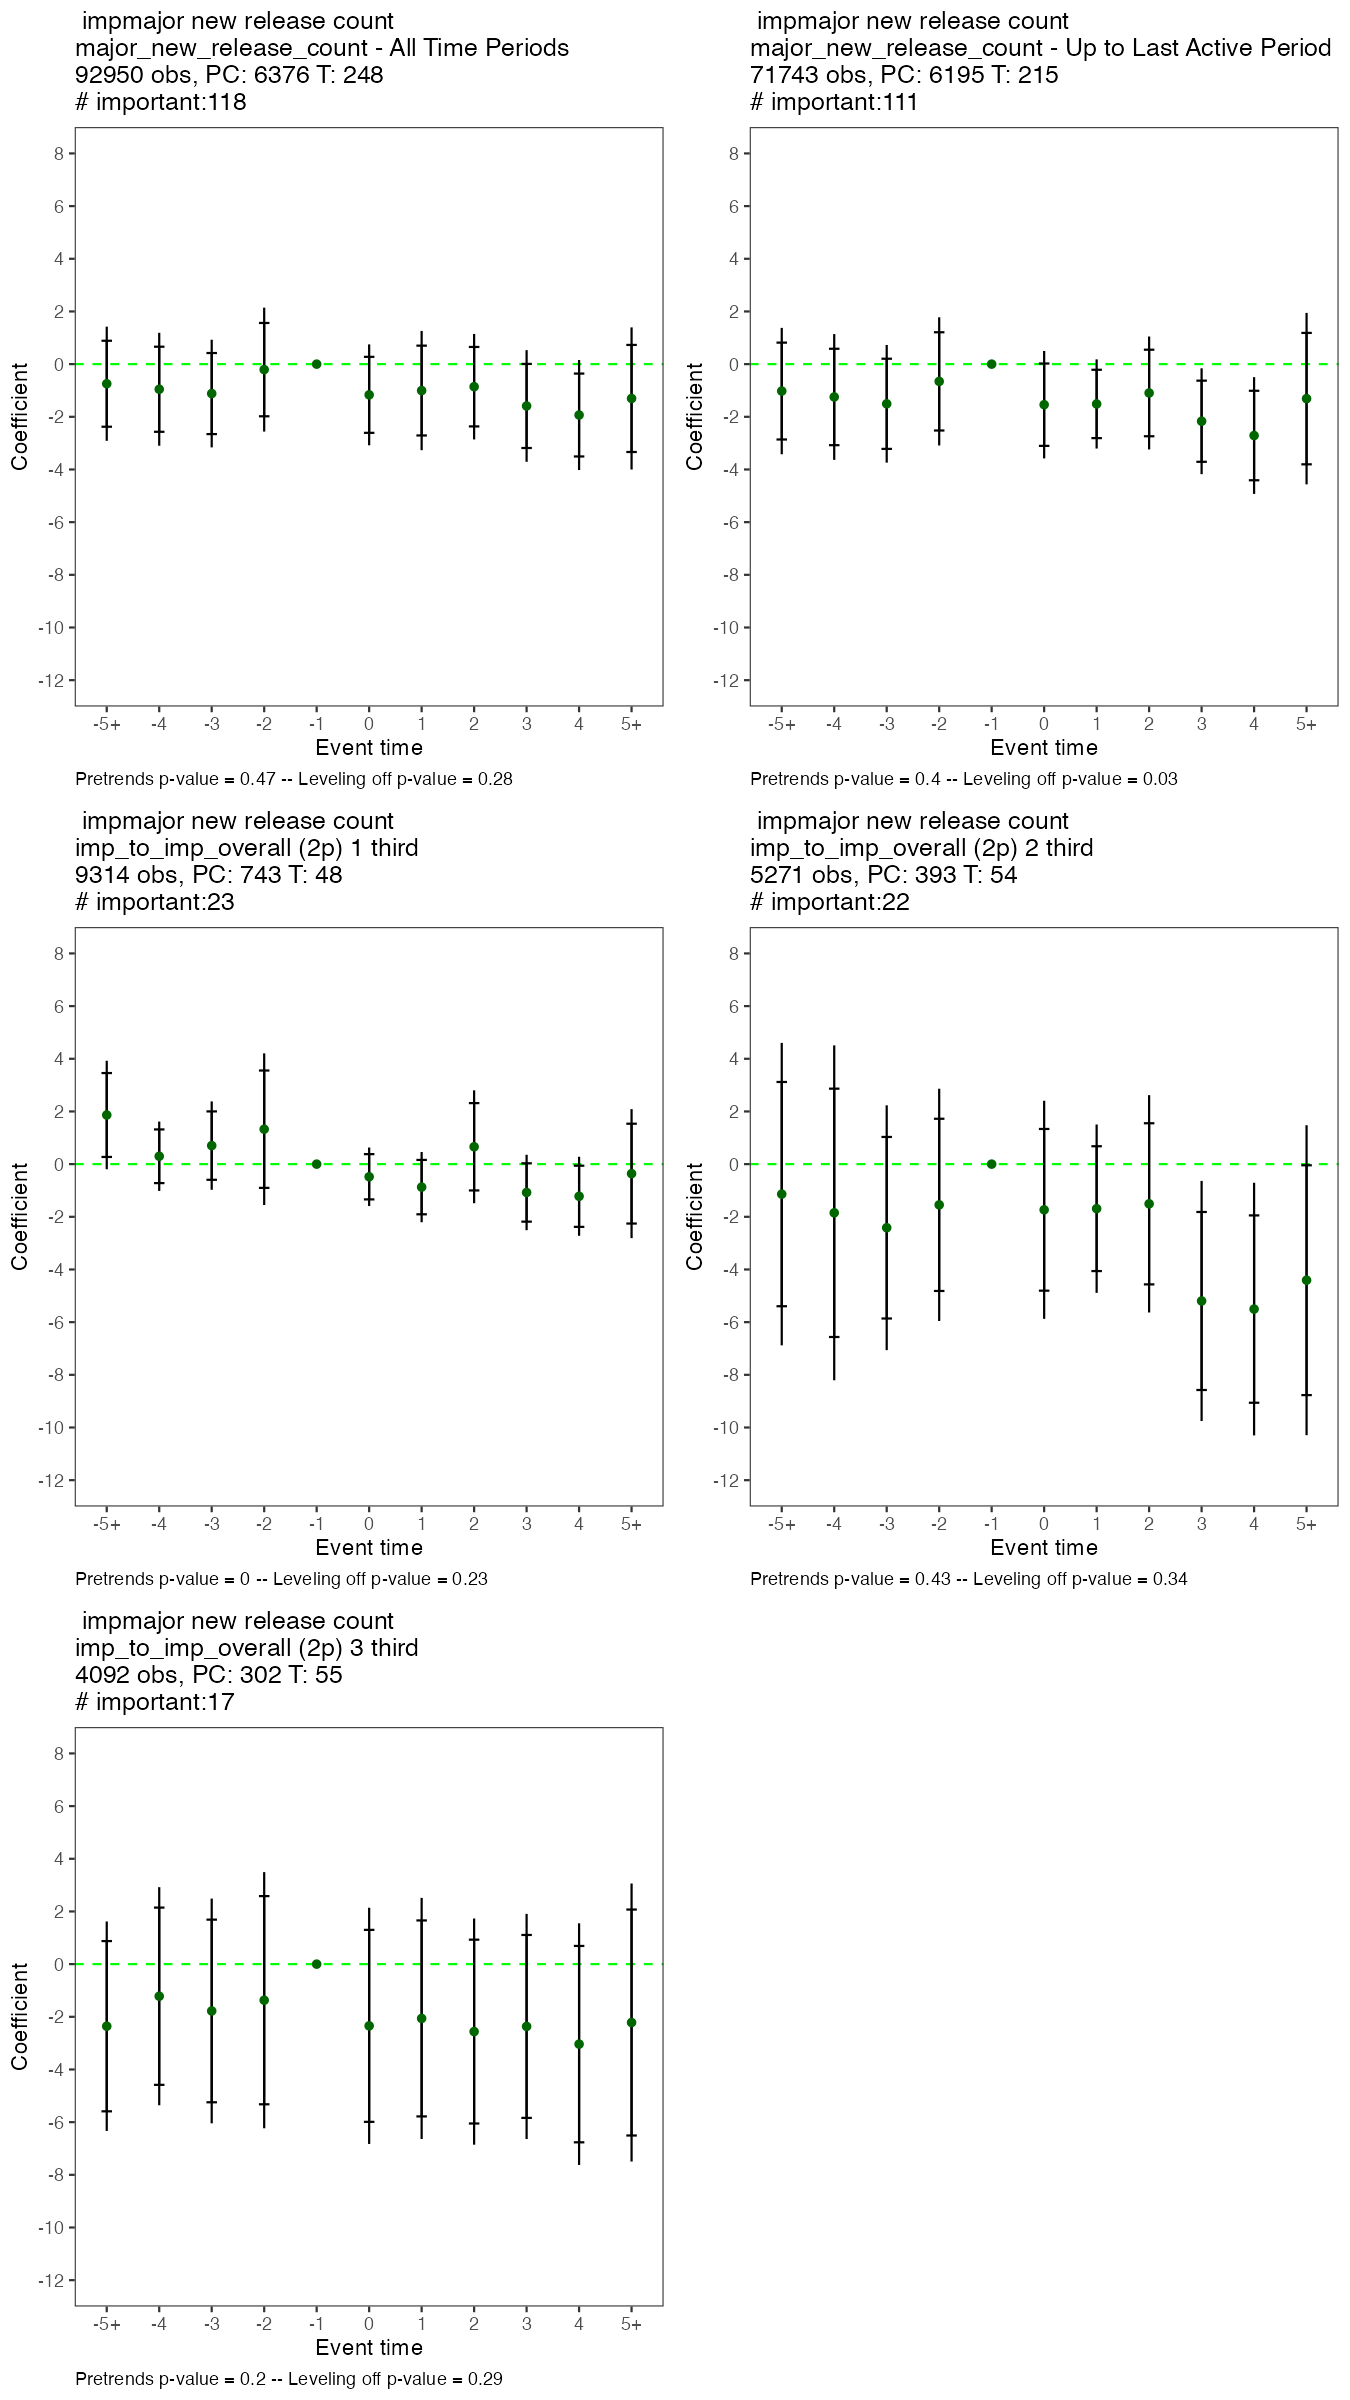 impmajor new release count
major_new_release_count - All Time Periods
92950 obs, PC: 6376 T: 248
# important:118
8
6
4
2
0
-2
-4
-6
-8
-10
-12
Coefficient
-5+ -4 -3 -2 -1 0 1 2 3 4 5+
Event time
Pretrends p-value = 0.47 -- Leveling off p-value = 0.28
impmajor new release count
major_new_release_count - Up to Last Active Period
71743 obs, PC: 6195 T: 215
# important:111
8
6
4
2
0
-2
-4
-6
-8
-10
-12
Coefficient
-5+ -4 -3 -2 -1 0 1 2 3 4 5+
Event time
Pretrends p-value = 0.4 -- Leveling off p-value = 0.03
impmajor new release count
imp_to_imp_overall (2p) 1 third
9314 obs, PC: 743 T: 48
# important:23
8
6
4
2
0
-2
-4
-6
-8
-10
-12
Coefficient
-5+ -4 -3 -2 -1 0 1 2 3 4 5+
Event time
Pretrends p-value = 0 -- Leveling off p-value = 0.23
impmajor new release count
imp_to_imp_overall (2p) 2 third
5271 obs, PC: 393 T: 54
# important:22
8
6
4
2
0
-2
-4
-6
-8
-10
-12
Coefficient
-5+ -4 -3 -2 -1 0 1 2 3 4 5+
Event time
Pretrends p-value = 0.43 -- Leveling off p-value = 0.34
impmajor new release count
imp_to_imp_overall (2p) 3 third
4092 obs, PC: 302 T: 55
# important:17
8
6
4
2
0
-2
-4
-6
-8
-10
-12
Coefficient
-5+ -4 -3 -2 -1 0 1 2 3 4 5+
Event time
Pretrends p-value = 0.2 -- Leveling off p-value = 0.29